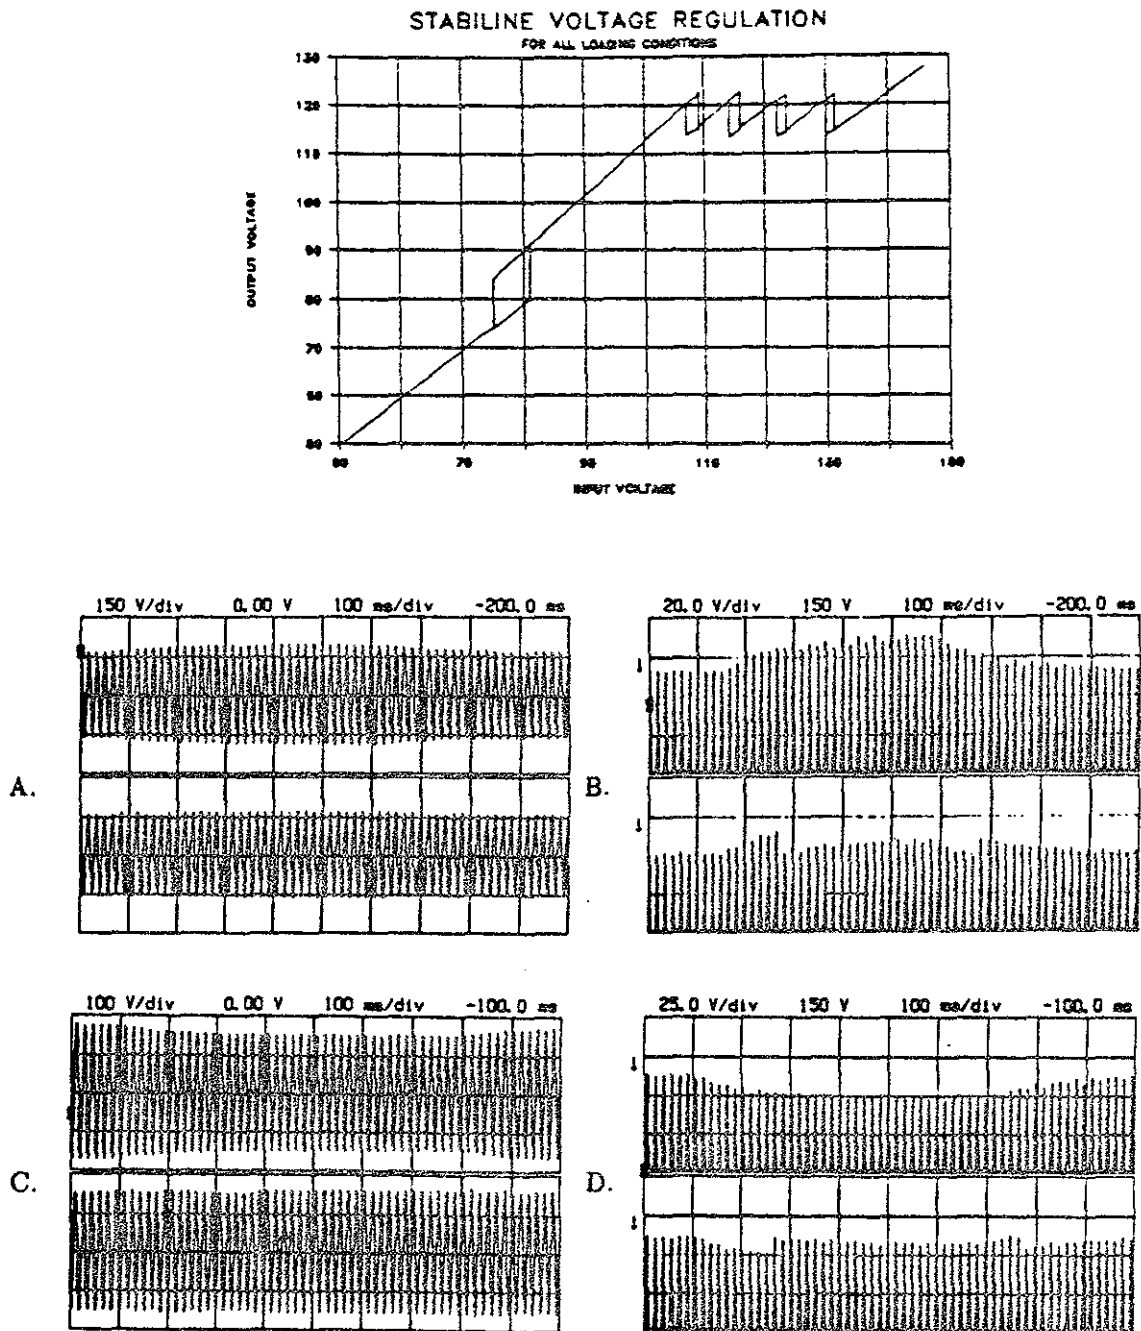 STABILINE VOLTAGE REGULATION
FOR ALL LOADING CONDITIONS
130
120
110
100
90
80
70
OUTPUT VOLTAGE
70
90
110
130
INPUT VOLTAGE
150 V/div 0.00 V 100 ms/div -200.0 ms
A.
20.0 V/div 150 V 100 ms/div -200.0 ms
B.
100 V/div 0.00 V 100 ms/div -100.0 ms
C.
25.0 V/div 150 V 100 ms/div -100.0 ms
D.